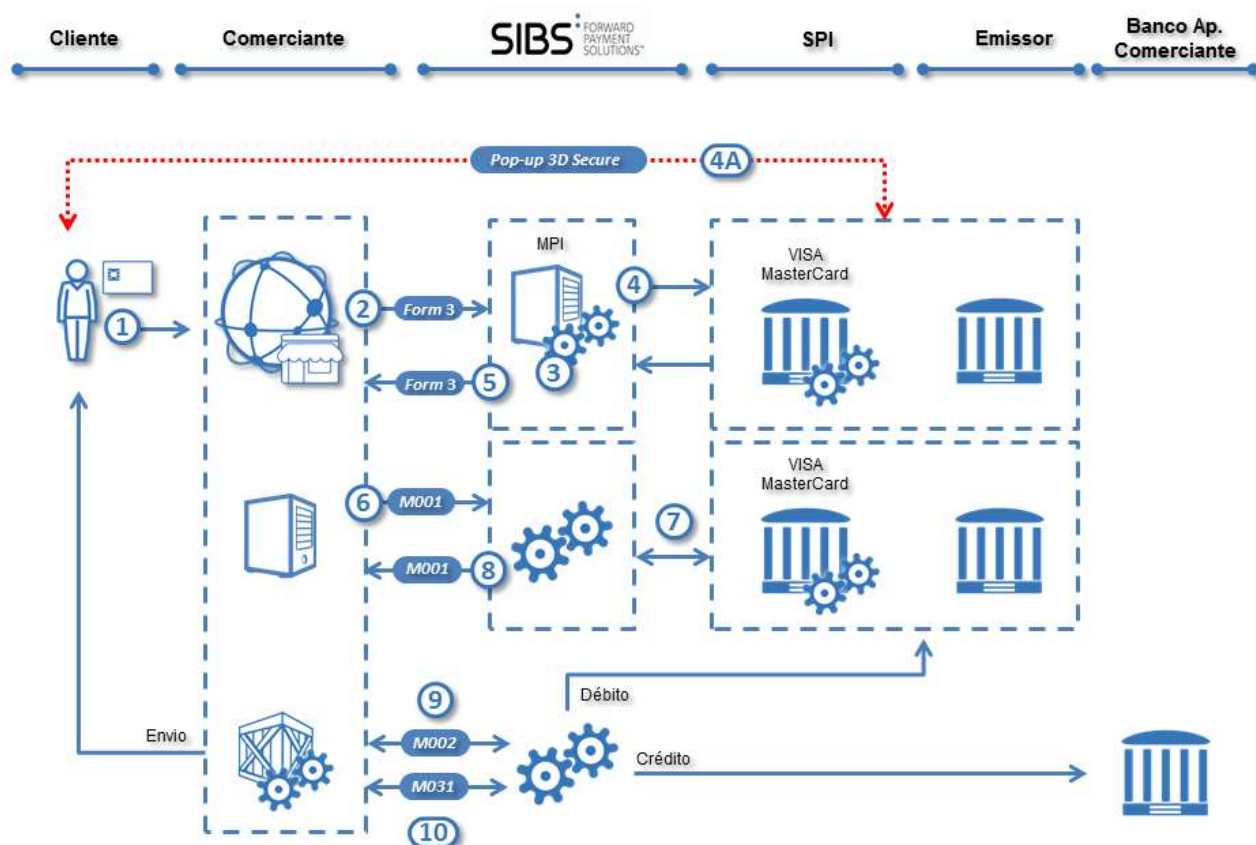 Cliente
Comerciante
SIBS FORWARD
PAYMENT
SOLUTIONS™
SPI
Emissor
Banco Ap.
Comerciante
Pop-up 3D Secure
4A
MPI
VISA
MasterCard
1
2
Form 3
4
3
Form 3
5
VISA
MasterCard
6
M001
7
M001
8
9
Débito
Envio
M002
Crédito
M031
10